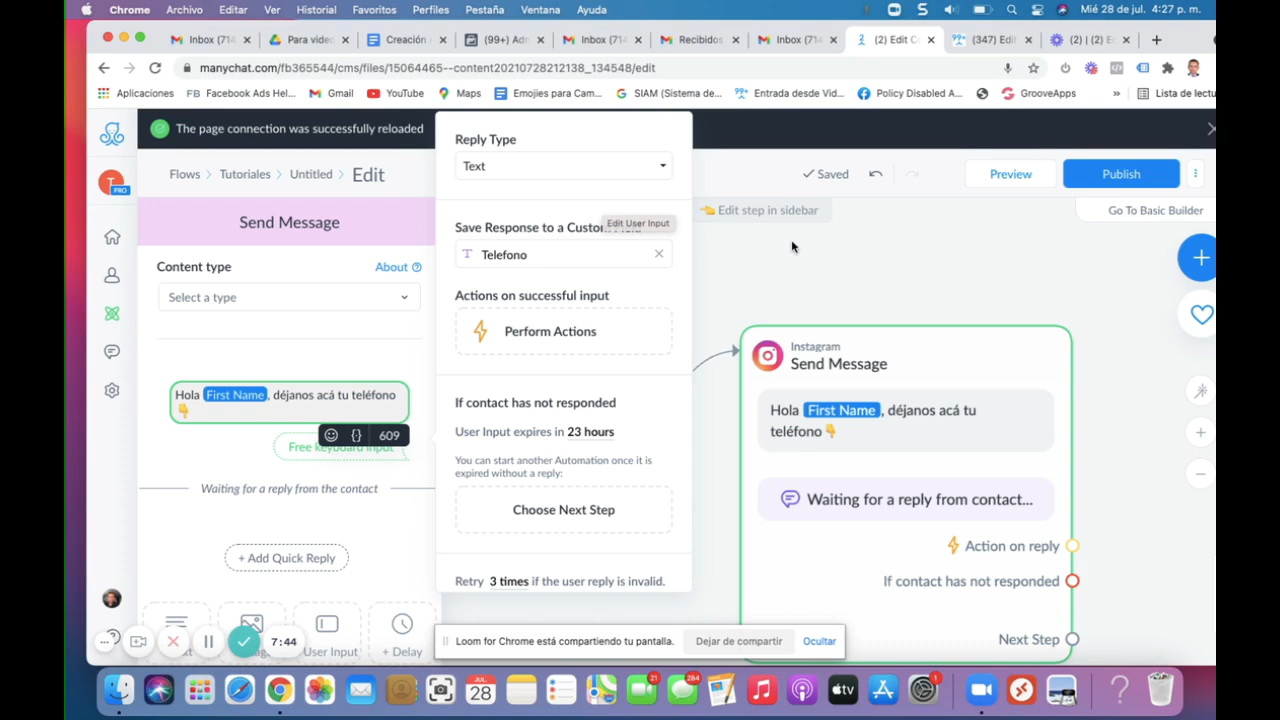 Chrome Archivo Editar Ver Historial Favoritos Perfiles Pestaña Ventana Ayuda Mié 28 de jul. 4:27 p. m.
Inbox (714 Para video Creación (99+) Adm Inbox (714 Recibidos Inbox (714 (2) Edit C (347) Edit (2) | (2) E
manychat.com/fb365544/cms/files/15064465--content20210728212138_134548/edit
Aplicaciones FB Facebook Ads Hel... Gmail YouTube Maps Emojies para Cam... SIAM (Sistema de... 99+ Entrada desde Vid... Policy Disabled A... GrooveApps » Lista de lectu
The page connection was successfully reloaded
Flows > Tutoriales > Untitled > Edit
Saved Preview Publish
Edit step in sidebar
Go To Basic Builder
T
PRO
Send Message
Content type About
Select a type
Hola First Name, déjanos acá tu teléfono
👇
{} 609
Free keyboard input
Waiting for a reply from the contact
+ Add Quick Reply
User Input
+ Delay
7:44
Reply Type
Text
Edit User Input
Save Response to a Custom
T Telefono
Actions on successful input
Perform Actions
If contact has not responded
User Input expires in 23 hours
You can start another Automation once it is
expired without a reply:
Choose Next Step
Retry 3 times if the user reply is invalid.
Instagram
Send Message
Hola First Name, déjanos acá tu
teléfono👇
Waiting for a reply from contact...
Action on reply
If contact has not responded
Next Step
Loom for Chrome está compartiendo tu pantalla. Dejar de compartir Ocultar
JUL.
28
21
284
tv
1